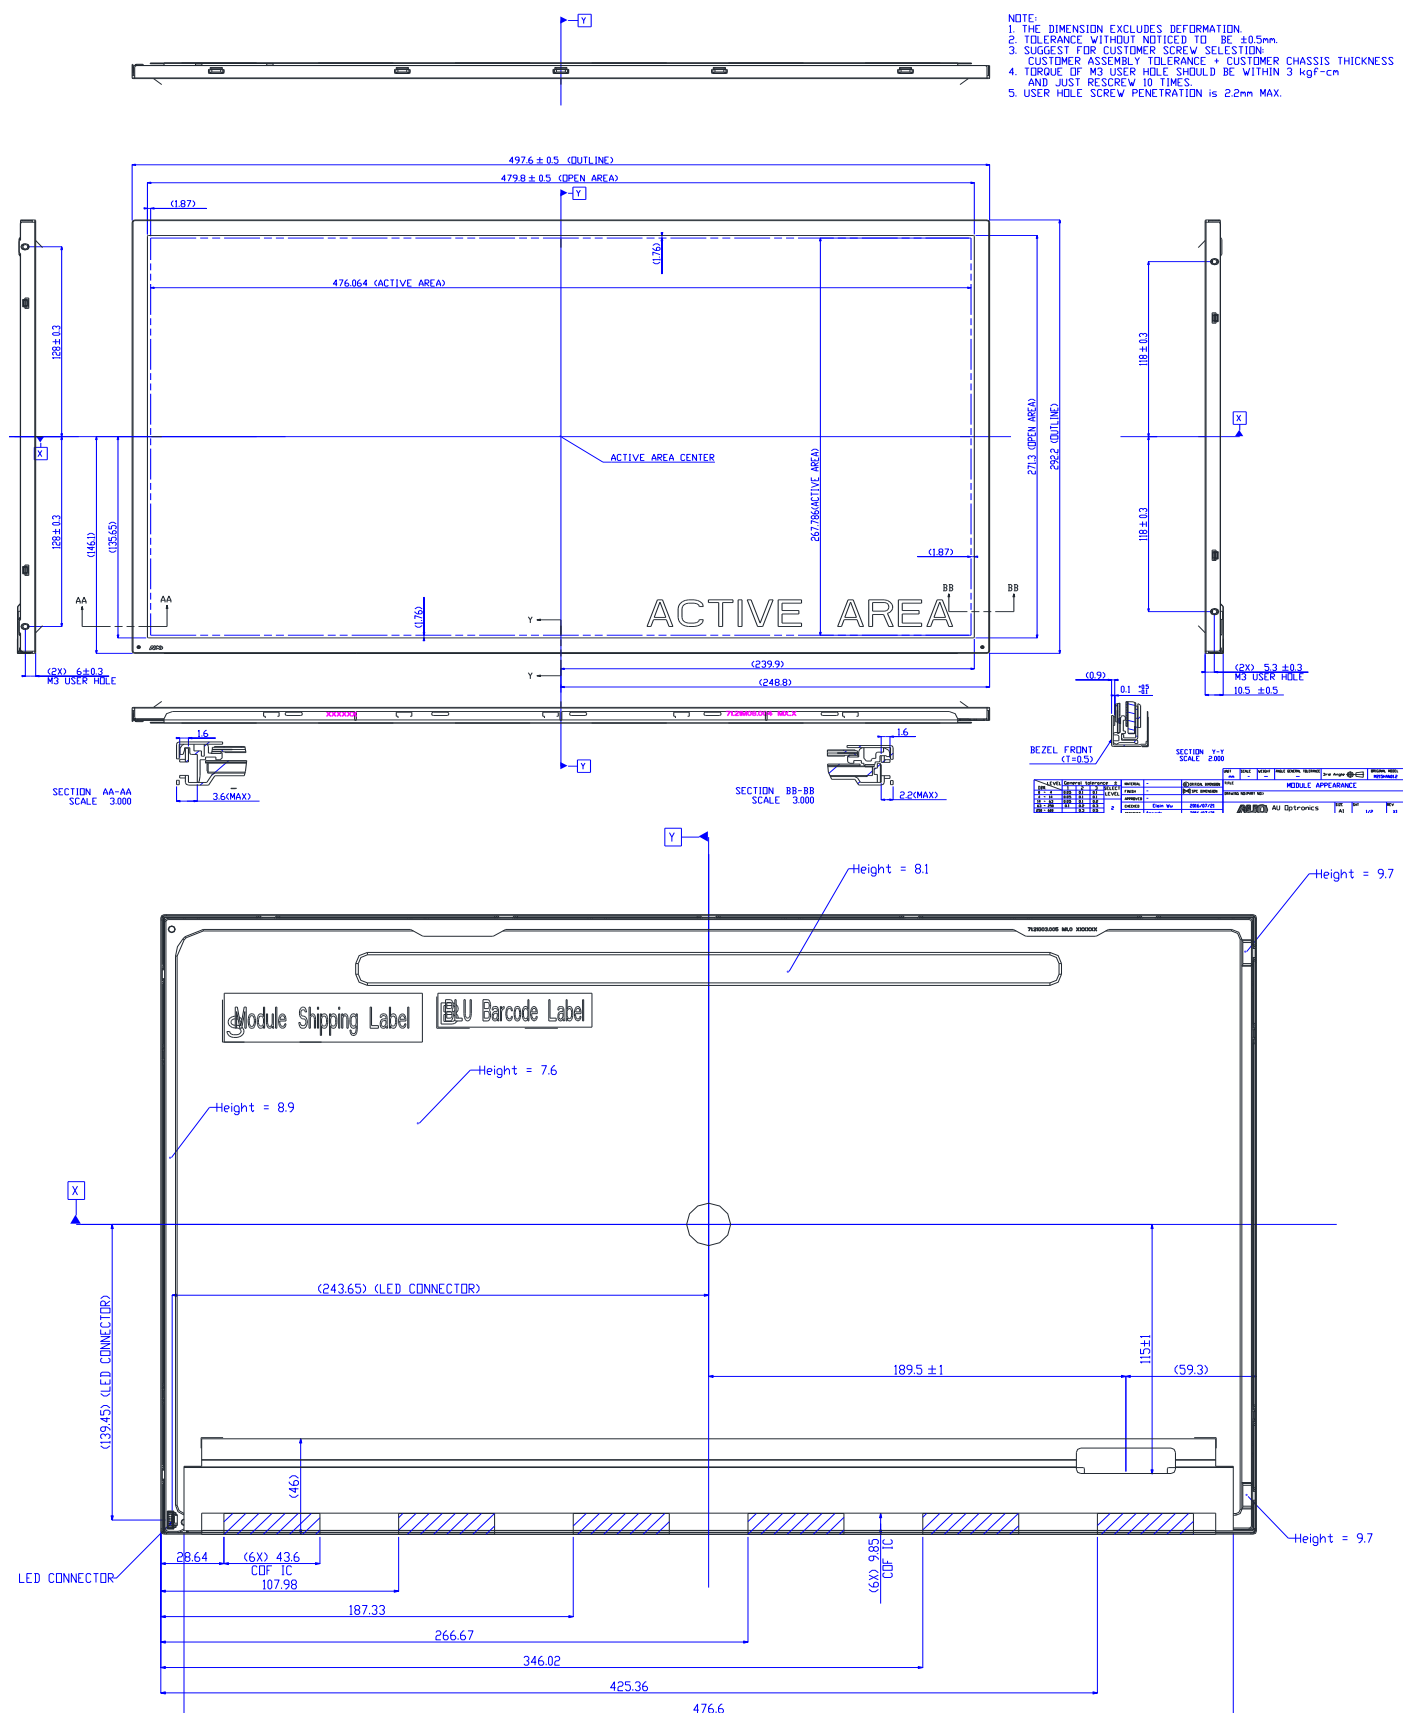 Y
NOTE:
1. THE DIMENSION EXCLUDES DEFORMATION.
2. TOLERANCE WITHOUT NOTICED TO BE ±0.5mm.
3. SUGGEST FOR CUSTOMER SCREW SELESTION:
CUSTOMER ASSEMBLY TOLERANCE + CUSTOMER CHASSIS THICKNESS
4. TORQUE OF M3 USER HOLE SHOULD BE WITHIN 3 kgf-cm
AND JUST RESCREW 10 TIMES.
5. USER HOLE SCREW PENETRATION is 2.2mm MAX.
497.6 ± 0.5 (OUTLINE)
479.8 ± 0.5 (OPEN AREA)
Y
(1.87)
(1.76)
476.064 (ACTIVE AREA)
128 ± 0.3
118 ± 0.3
X
X
ACTIVE AREA CENTER
271.3 (OPEN AREA)
292.2 (OUTLINE)
267.786(ACTIVE AREA)
128 ± 0.3
(146.1)
(135.65)
118 ± 0.3
(1.87)
AA
AA
BB
BB
(1.76)
ACTIVE AREA
Y
Y
(239.9)
(248.8)
(2X) 6±0.3
M3 USER HOLE
(2X) 5.3 ±0.3
M3 USER HOLE
10.5 ±0.5
(0.9)
0.1
XXXXXX
1.6
1.6
Y
BEZEL FRONT
(T=0.5)
SECTION Y-Y
SCALE 2.000
SECTION AA-AA
SCALE 3.000
3.6(MAX)
SECTION BB-BB
SCALE 3.000
2.2(MAX)
MODULE APPEARANCE
AUO AU Optronics
Y
Height = 8.1
Height = 9.7
7121003.005 MLO XXXXXX
S
Module Shipping Label
B
BLU Barcode Label
Height = 7.6
Height = 8.9
X
(243.65) (LED CONNECTOR)
(139.45) (LED CONNECTOR)
115±1
189.5 ±1
(59.3)
(46)
Height = 9.7
28.64
(6X) 43.6
COF IC
(6X) 9.85
COF IC
LED CONNECTOR
107.98
187.33
266.67
346.02
425.36
476.6